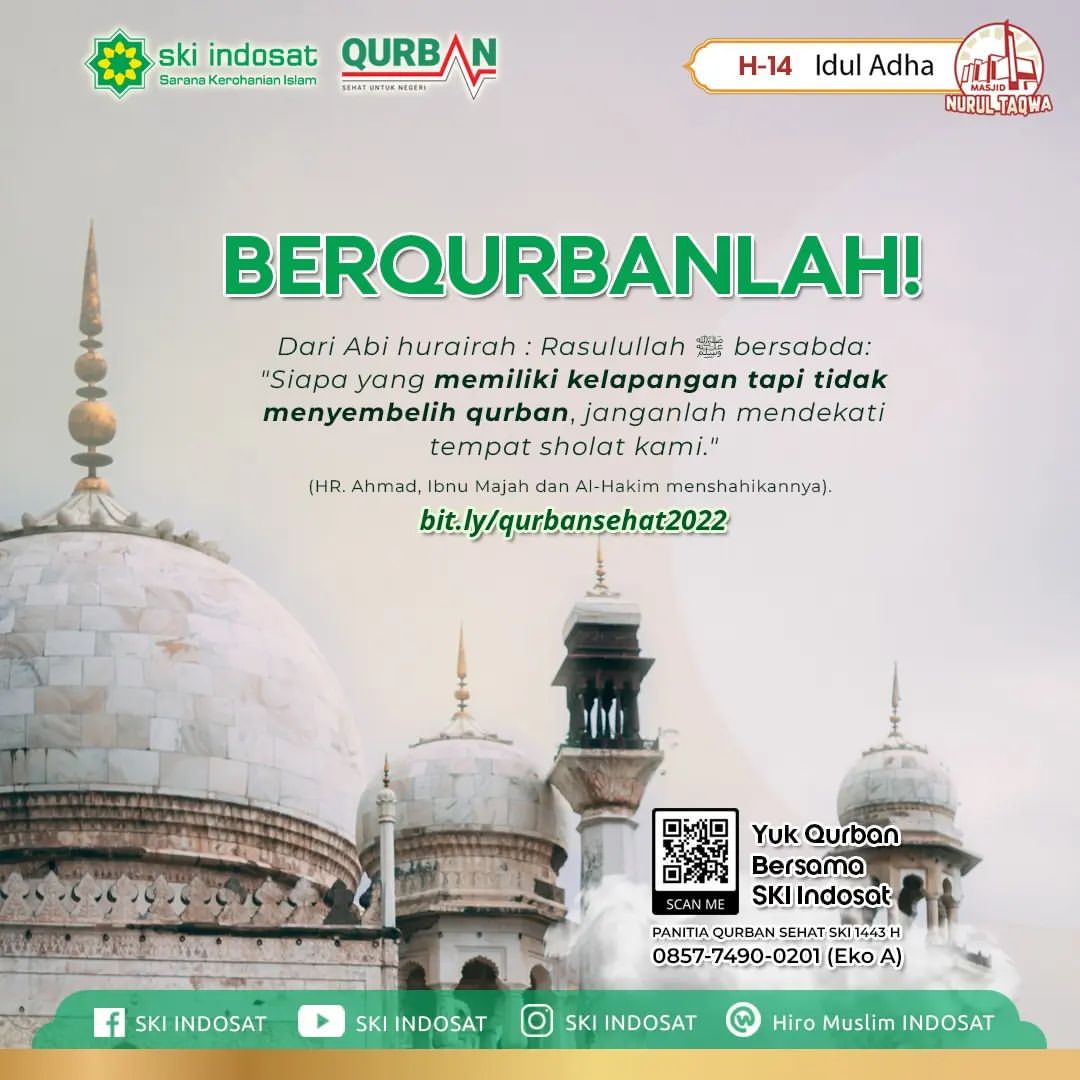 ski indosat
Sarana Kerohanian Islam
QURBAN
SEHAT UNTUK NEGERI
H-14 Idul Adha
MASJID
NURUL TAQWA
BERQURBANLAH!
Dari Abi hurairah : Rasulullah ﷺ bersabda:
"Siapa yang memiliki kelapangan tapi tidak
menyembelih qurban, janganlah mendekati
tempat sholat kami."
(HR. Ahmad, Ibnu Majah dan Al-Hakim menshahikannya).
bit.ly/qurbansehat2022
SCAN ME
Yuk Qurban
Bersama
SKI Indosat
PANITIA QURBAN SEHAT SKI 1443 H
0857-7490-0201 (Eko A)
SKI INDOSAT
SKI INDOSAT
SKI INDOSAT
Hiro Muslim INDOSAT